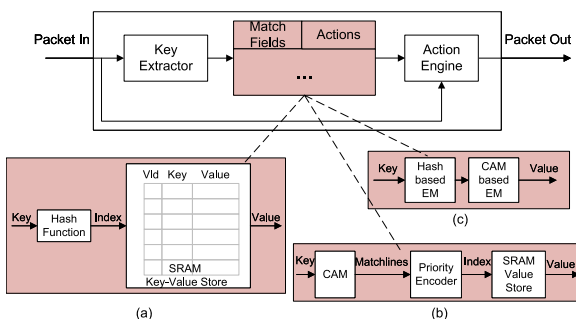 Packet In
Key
Extractor
Match
Fields
Actions
...
Action
Engine
Packet Out
Vld Key Value
Key
Hash
Function
Index
SRAM
Key-Value Store
Value
(a)
Key
Hash
based
EM
CAM
based
EM
Value
(c)
Key
CAM
Matchlines
Priority
Encoder
Index
SRAM
Value
Store
Value
(b)